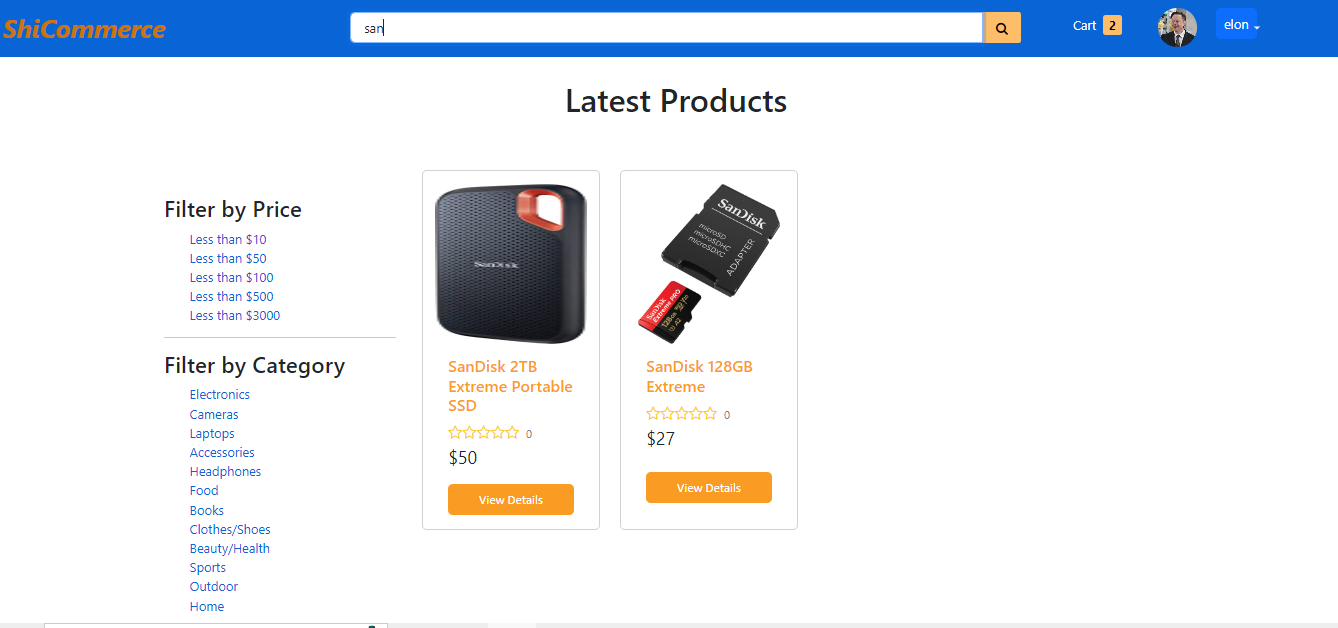 ShiCommerce
san
Cart 2
elon
Latest Products
Filter by Price
Less than $10
Less than $50
Less than $100
Less than $500
Less than $3000
Filter by Category
Electronics
Cameras
Laptops
Accessories
Headphones
Food
Books
Clothes/Shoes
Beauty/Health
Sports
Outdoor
Home
SanDisk
SanDisk 2TB
Extreme Portable
SSD
0
$50
View Details
SanDisk
microSD
microSDHC
microSDXC
ADAPTER
SanDisk
Extreme PRO
128GB
A2
SanDisk 128GB
Extreme
0
$27
View Details